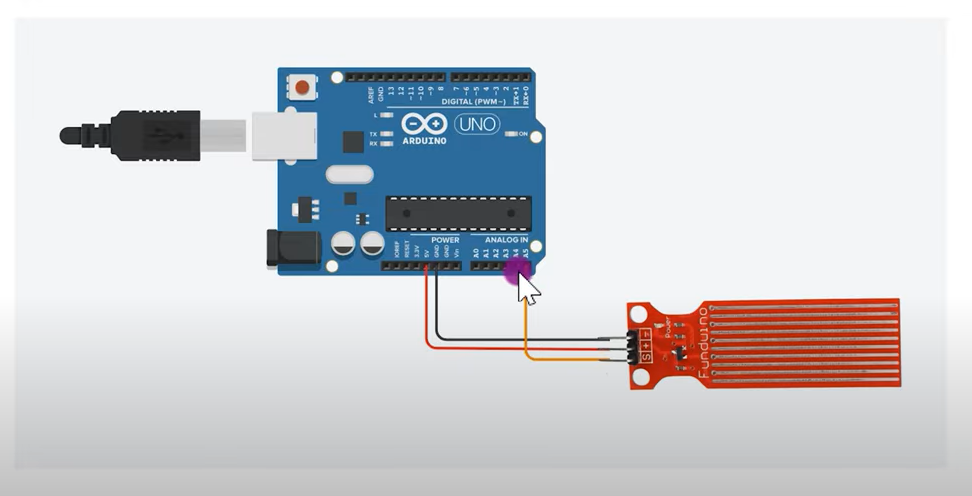 AREF
GND
13
12
~11
~10
~9
8
7
~6
~5
4
~3
2
TX→1
RX←0
DIGITAL (PWM~)
L
TX
RX
ARDUINO
UNO
ON
POWER
ANALOG IN
IOREF
RESET
3.3V
5V
GND
GND
Vin
A0
A1
A2
A3
A4
A5
S + -
Power
Funduino